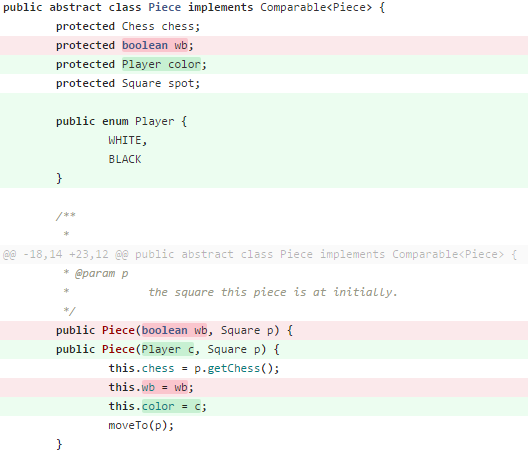 public abstract class Piece implements Comparable<Piece> {
        protected Chess chess;
        protected boolean wb;
        protected Player color;
        protected Square spot;

        public enum Player {
                WHITE,
                BLACK
        }

        /**
         *
@@ -18,14 +23,12 @@ public abstract class Piece implements Comparable<Piece> {
         * @param p
         *            the square this piece is at initially.
         */
        public Piece(boolean wb, Square p) {
        public Piece(Player c, Square p) {
                this.chess = p.getChess();
                this.wb = wb;
                this.color = c;
                moveTo(p);
        }